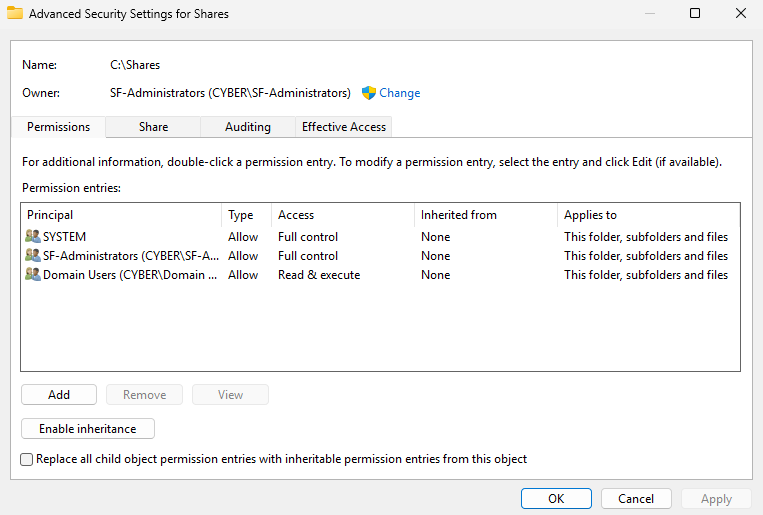 Advanced Security Settings for Shares
Name: C:\Shares
Owner: SF-Administrators (CYBER\SF-Administrators) Change
Permissions Share Auditing Effective Access
For additional information, double-click a permission entry. To modify a permission entry, select the entry and click Edit (if available).
Permission entries:
Principal Type Access Inherited from Applies to
SYSTEM Allow Full control None This folder, subfolders and files
SF-Administrators (CYBER\SF-A... Allow Full control None This folder, subfolders and files
Domain Users (CYBER\Domain ... Allow Read & execute None This folder, subfolders and files
Add Remove View
Enable inheritance
Replace all child object permission entries with inheritable permission entries from this object
OK Cancel Apply